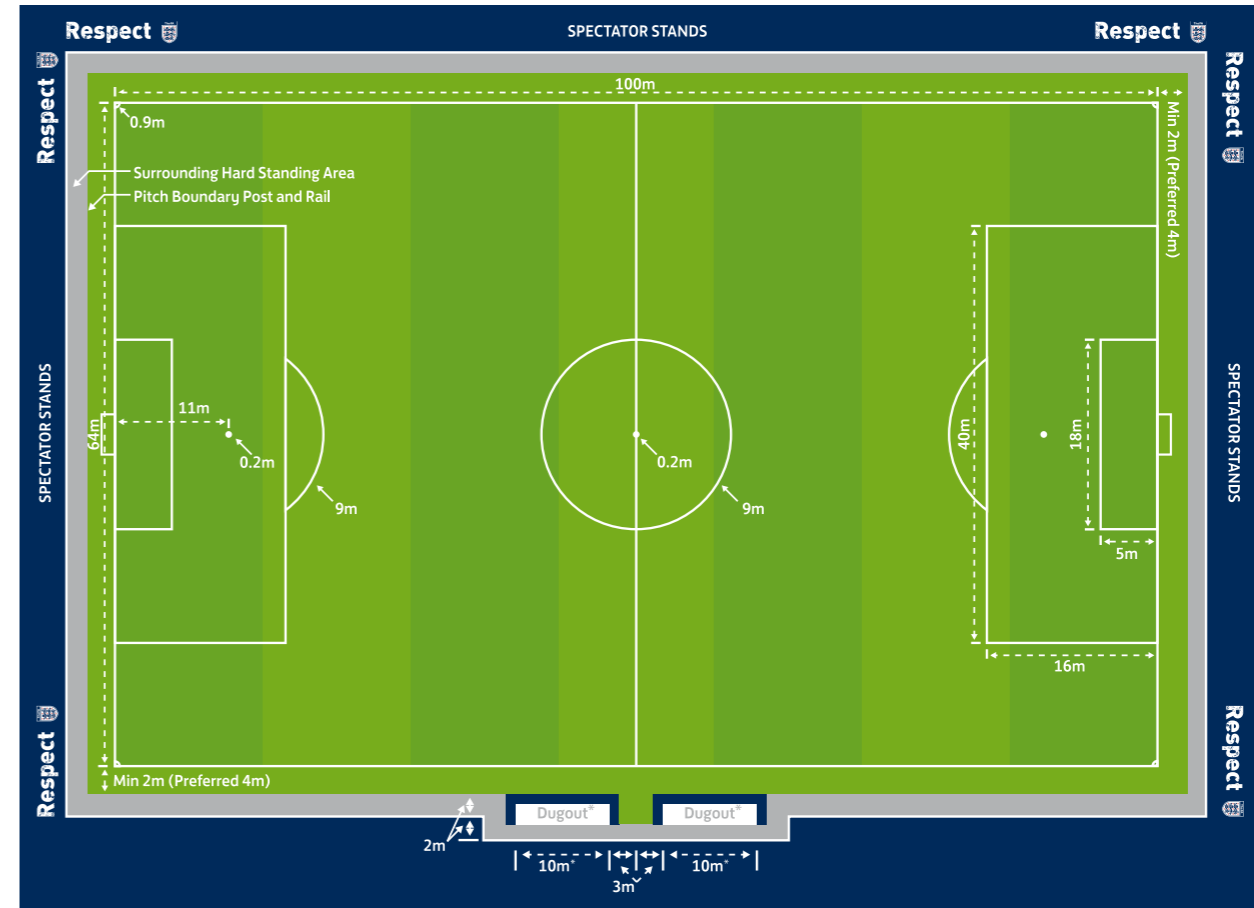 Respect
SPECTATOR STANDS
Respect
Respect
Respect
100m
0.9m
Min 2m (Preferred 4m)
Surrounding Hard Standing Area
Pitch Boundary Post and Rail
SPECTATOR STANDS
SPECTATOR STANDS
11m
64m
0.2m
0.2m
40m
18m
9m
9m
5m
16m
Respect
Respect
Min 2m (Preferred 4m)
Dugout*
Dugout*
2m
10m*
10m*
3mˇ